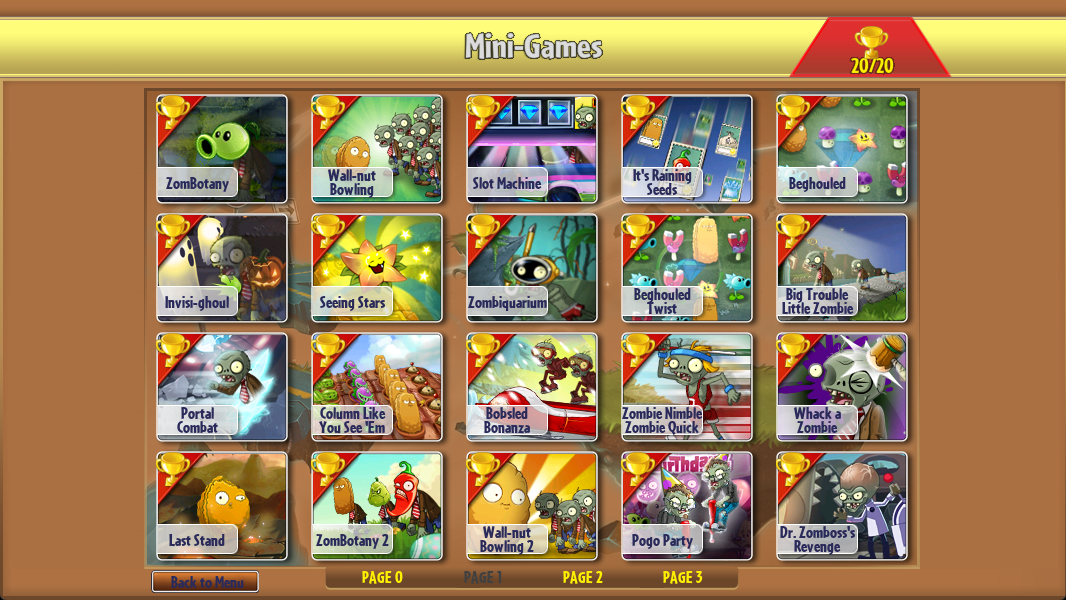 Mini-Games
20/20
ZomBotany
Wall-nut
Bowling
Slot Machine
It's Raining
Seeds
Beghouled
Invisi-ghoul
Seeing Stars
Zombiquarium
Beghouled
Twist
Big Trouble
Little Zombie
Portal
Combat
Column Like
You See 'Em
Bobsled
Bonanza
Zombie Nimble
Zombie Quick
Whack a
Zombie
Last Stand
ZomBotany 2
Wall-nut
Bowling 2
Pogo Party
Dr. Zomboss's
Revenge
Back to Menu
PAGE 0
PAGE 1
PAGE 2
PAGE 3